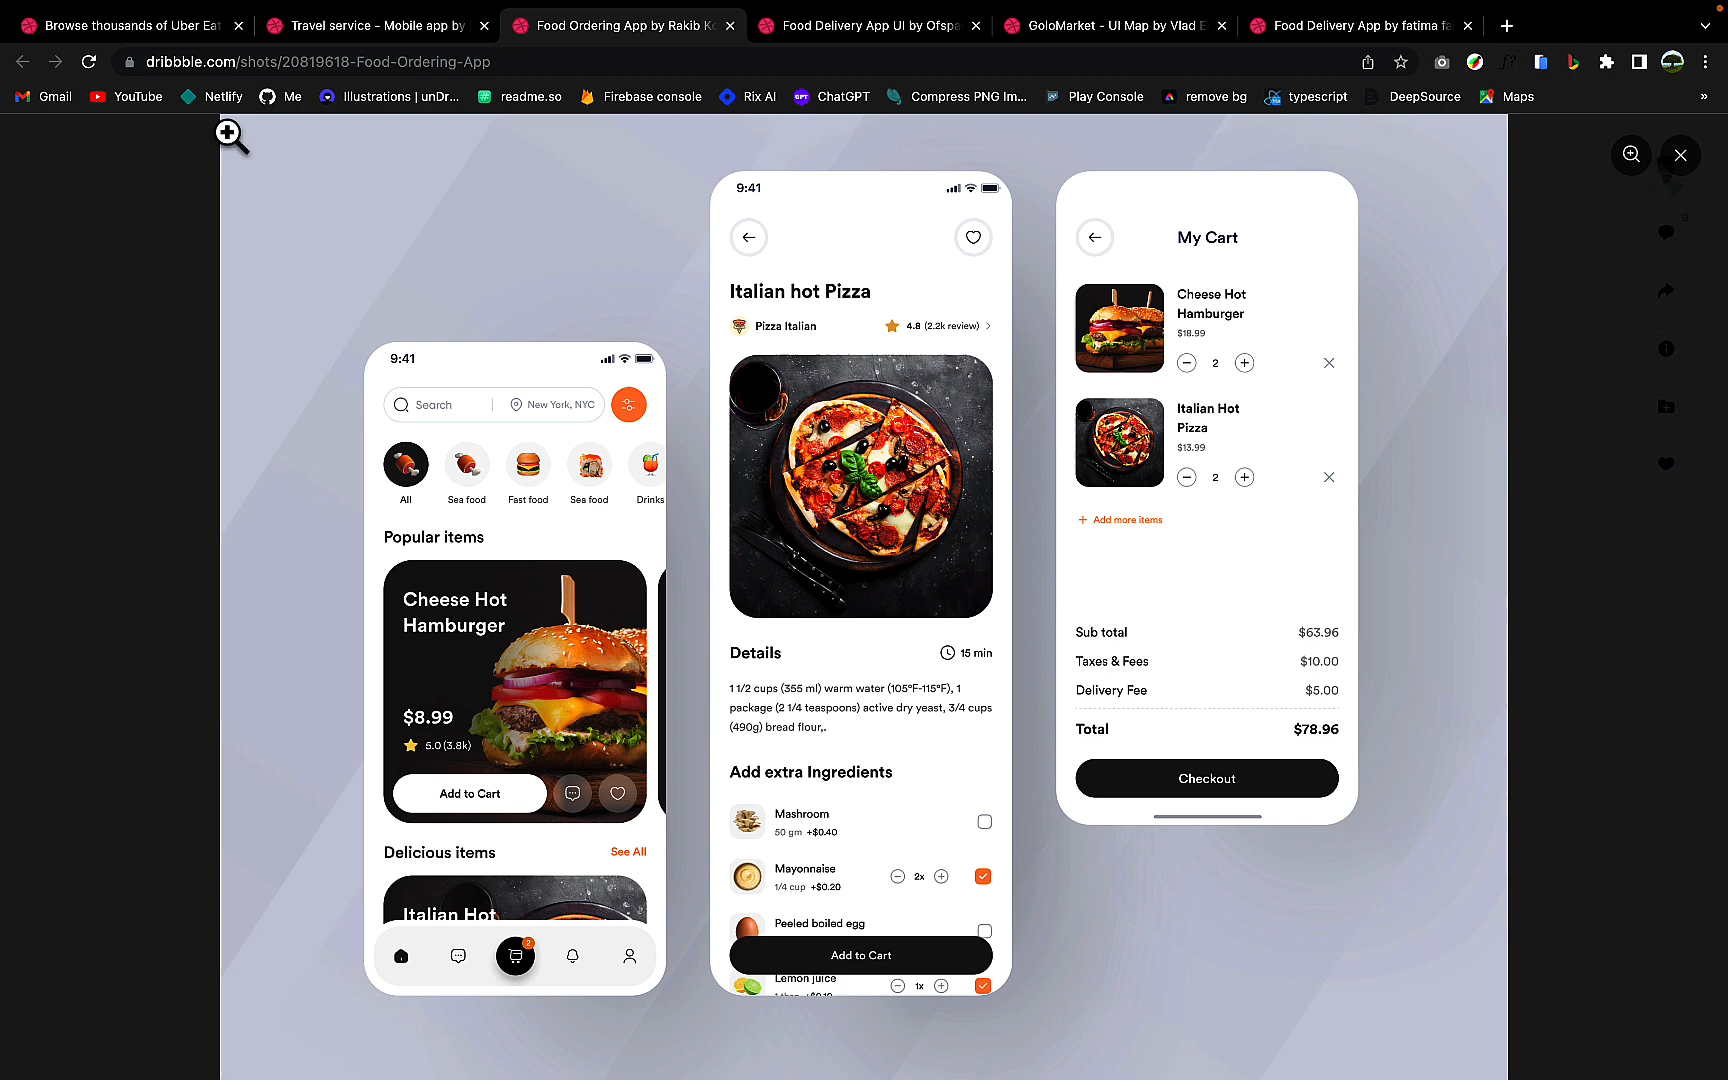 Browse thousands of Uber Eat
Travel service - Mobile app by
Food Ordering App by Rakib Ko
Food Delivery App UI by Ofspa
GoloMarket - UI Map by Vlad E
Food Delivery App by fatima fa
dribbble.com/shots/20819618-Food-Ordering-App
f?
Gmail
YouTube
Netlify
Me
Illustrations | unDr...
readme.so
Firebase console
Rix AI
GPT
ChatGPT
Compress PNG Im...
Play Console
remove bg
typescript
DeepSource
Maps
»
9
9:41
Search
New York, NYC
All
Sea food
Fast food
Sea food
Drinks
Popular items
Cheese Hot
Hamburger
$8.99
5.0 (3.8k)
Add to Cart
Delicious items
See All
Italian Hot
2
9:41
Italian hot Pizza
Pizza Italian
4.8 (2.2k review)
Details
15 min
1 1/2 cups (355 ml) warm water (105°F-115°F), 1
package (2 1/4 teaspoons) active dry yeast, 3/4 cups
(490g) bread flour,.
Add extra Ingredients
Mashroom
50 gm +$0.40
Mayonnaise
1/4 cup +$0.20
2x
Peeled boiled egg
Add to Cart
Lemon juice
1x
My Cart
Cheese Hot
Hamburger
$18.99
2
Italian Hot
Pizza
$13.99
2
+ Add more items
Sub total $63.96
Taxes & Fees $10.00
Delivery Fee $5.00
Total $78.96
Checkout